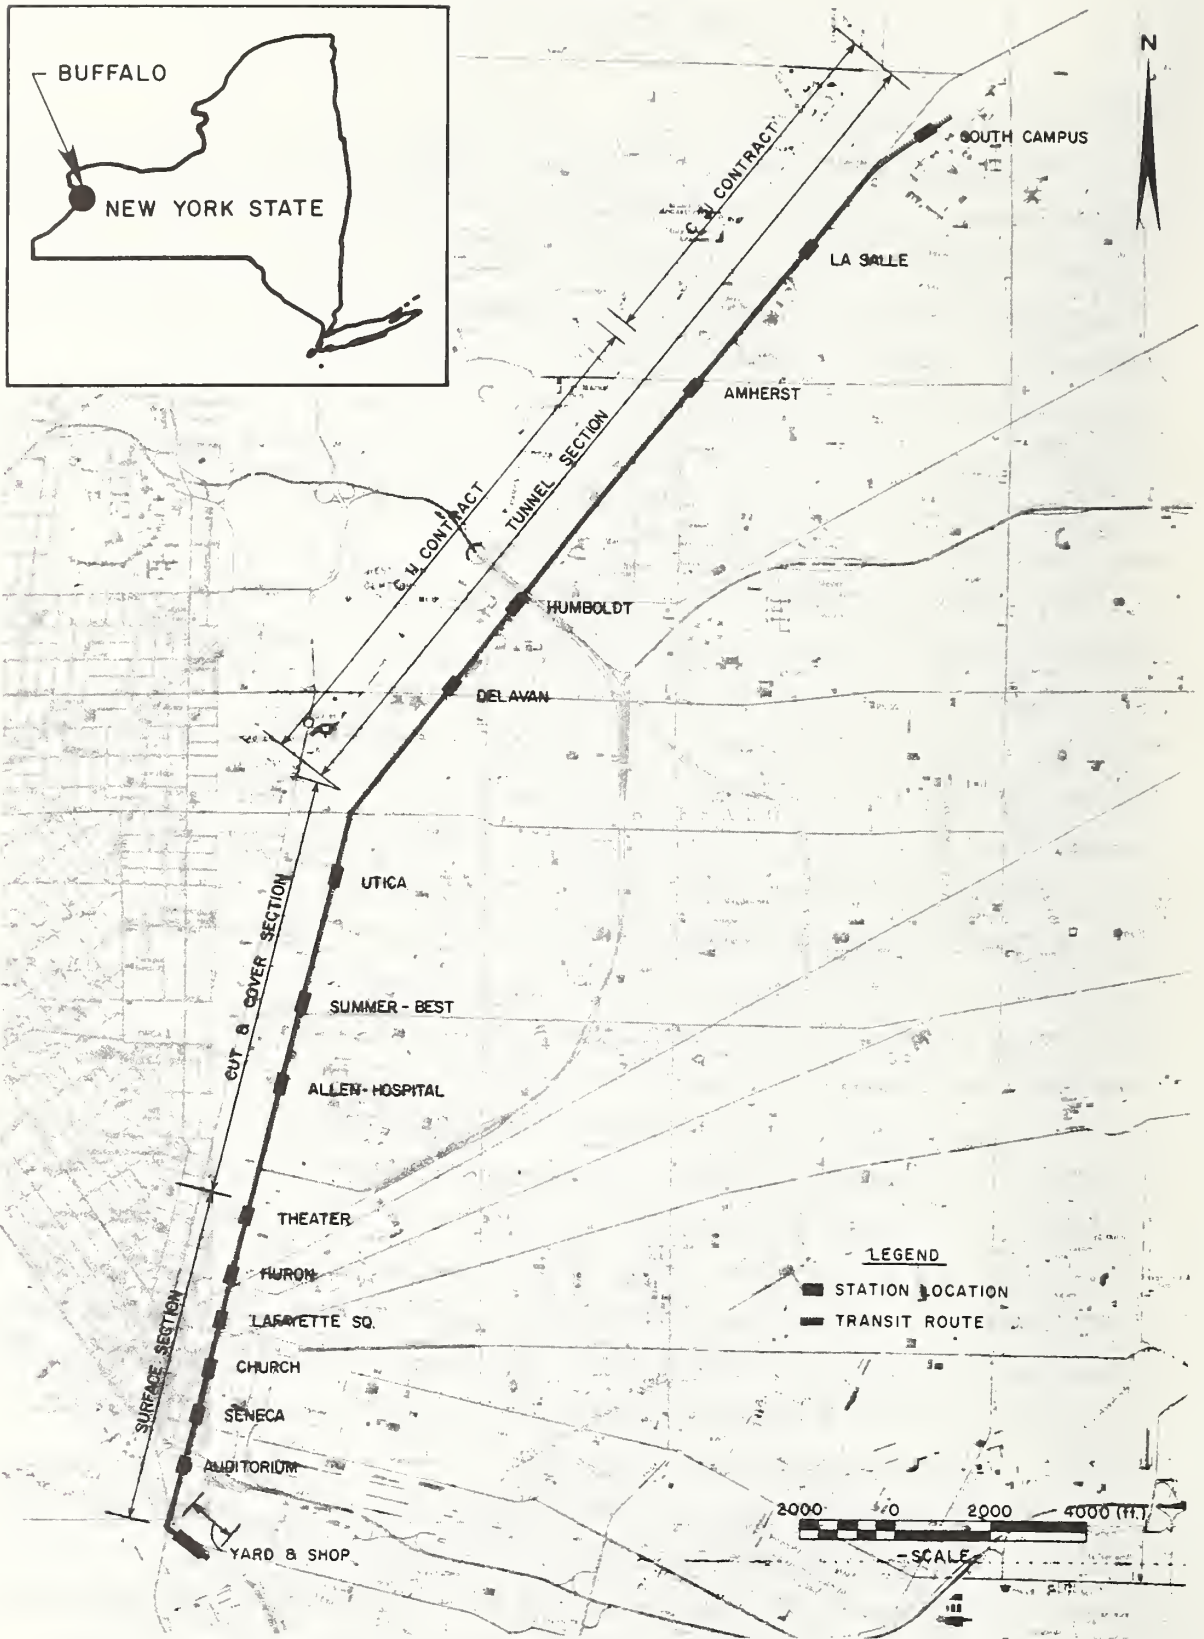 BUFFALO
NEW YORK STATE
N
SOUTH CAMPUS
C 31 CONTRACT
LA SALLE
AMHERST
TUNNEL SECTION
C 11 CONTRACT
HUMBOLDT
DELAVAN
UTICA
CUT & COVER SECTION
SUMMER - BEST
ALLEN-HOSPITAL
THEATER
HURON
LAFAYETTE SQ.
CHURCH
SENECA
SURFACE SECTION
AUDITORIUM
YARD & SHOP
LEGEND
STATION LOCATION
TRANSIT ROUTE
2000 0 2000 4000 (ft.)
-SCALE-